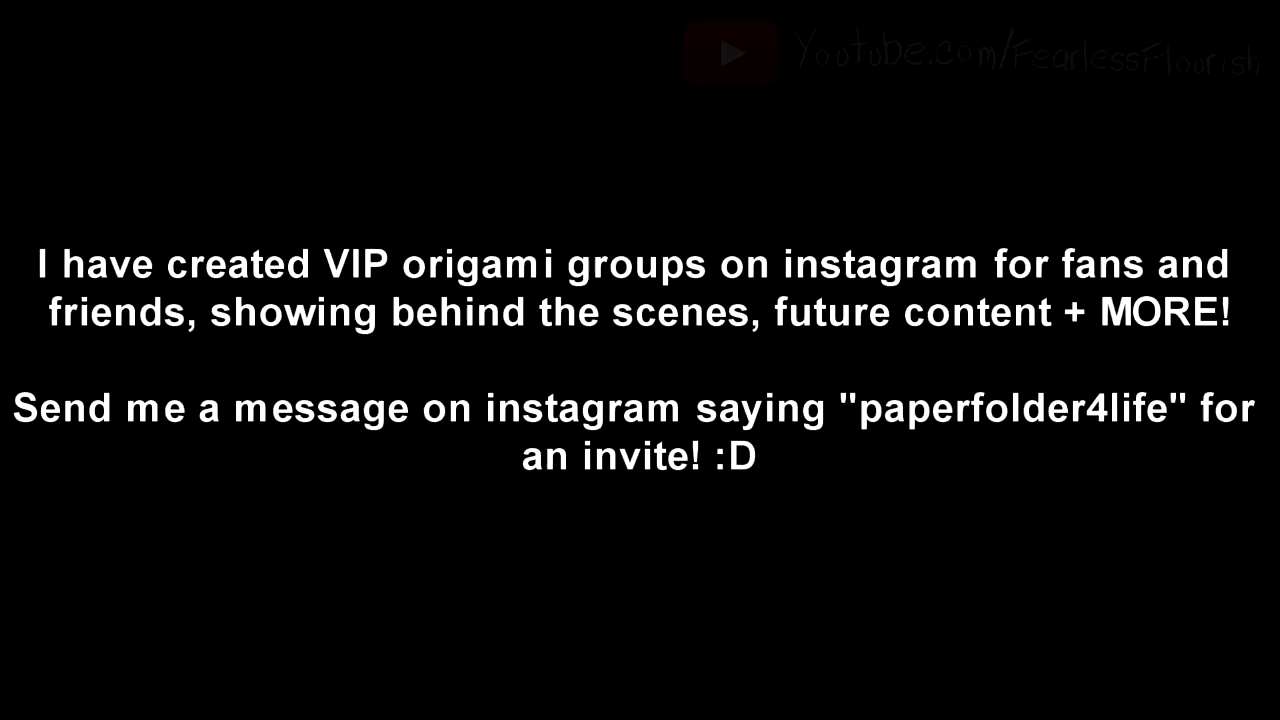 Youtube.com/FearlessFlourish
I have created VIP origami groups on instagram for fans and
friends, showing behind the scenes, future content + MORE!
Send me a message on instagram saying "paperfolder4life" for
an invite! :D